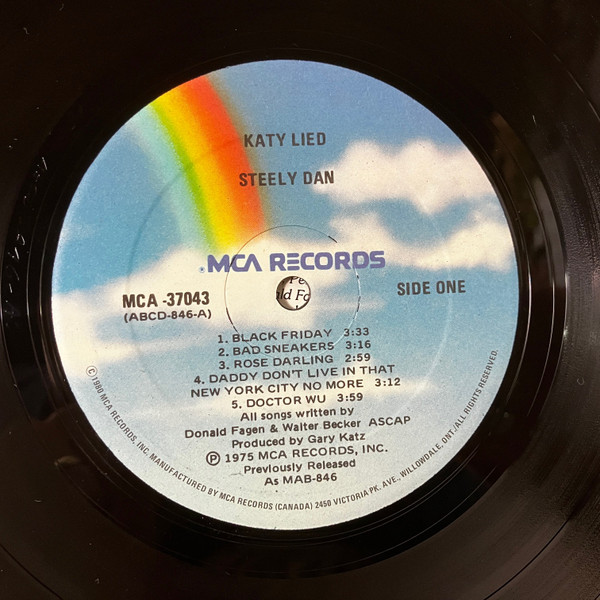 KATY LIED
STEELY DAN
MCA RECORDS
MCA -37043
(ABCD-846-A)
SIDE ONE
1. BLACK FRIDAY 3:33
2. BAD SNEAKERS 3:16
3. ROSE DARLING 2:59
4. DADDY DON'T LIVE IN THAT
NEW YORK CITY NO MORE 3:12
5. DOCTOR WU 3:59
All songs written by
Donald Fagen & Walter Becker ASCAP
Produced by Gary Katz
Ⓟ 1975 MCA RECORDS, INC.
Previously Released
As MAB-846
©1980 MCA RECORDS, INC. MANUFACTURED BY MCA RECORDS (CANADA) 2450 VICTORIA PK. AVE., WILLOWDALE, ONT./ALL RIGHTS RESERVED.